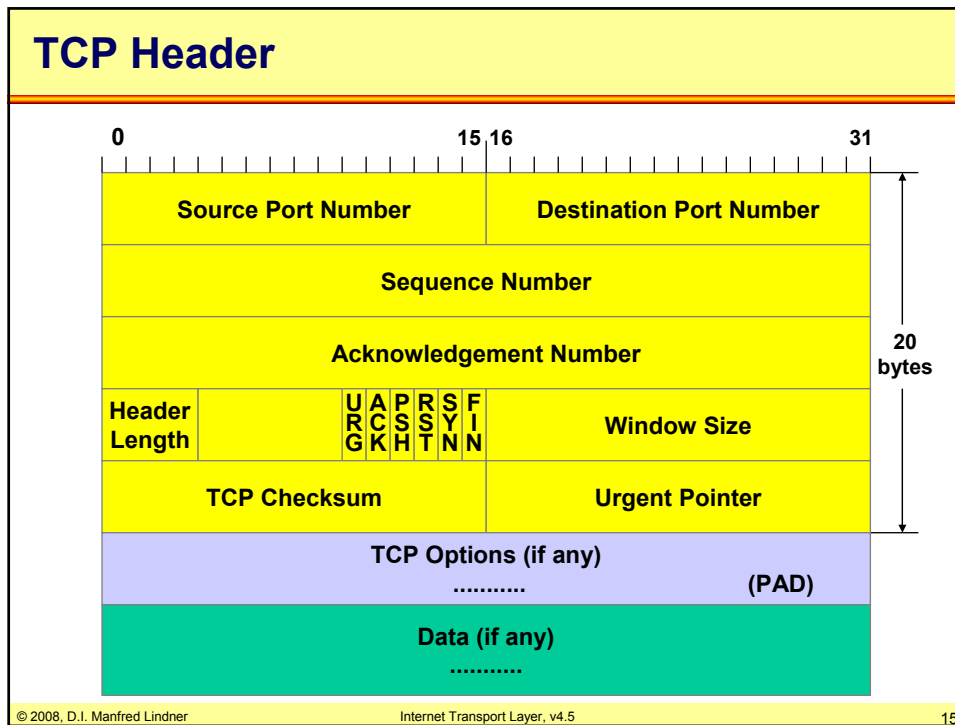 TCP Header
0 15 16 31
Source Port Number Destination Port Number
Sequence Number
Acknowledgement Number
20
bytes
Header
Length
URG ACK PSH RST SYN FIN
Window Size
TCP Checksum Urgent Pointer
TCP Options (if any)
........... (PAD)
Data (if any)
...........
© 2008, D.I. Manfred Lindner Internet Transport Layer, v4.5 15